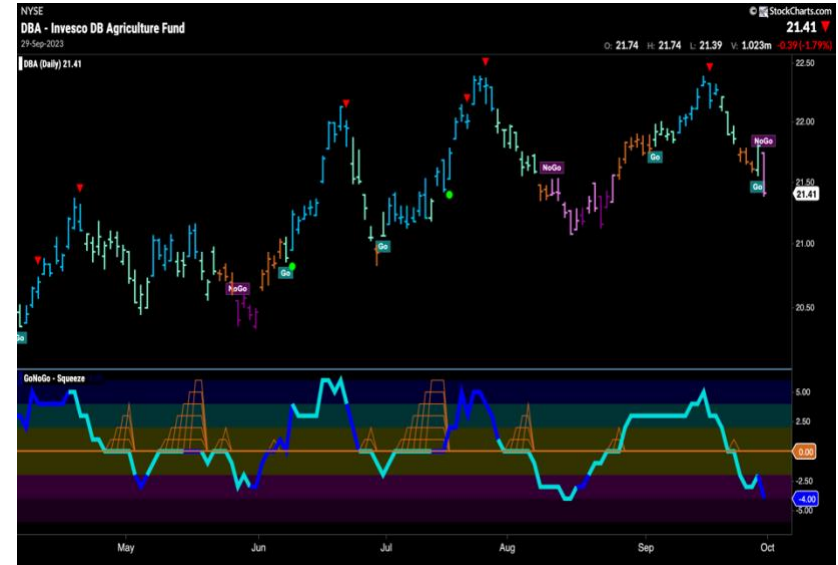 NYSE
© StockCharts.com
DBA - Invesco DB Agriculture Fund
21.41
29-Sep-2023
O: 21.74 H: 21.74 L: 21.39 V: 1.023m -0.39 (-1.79%)
DBA (Daily) 21.41
22.50
22.00
NoGo
Go
NoGo
21.50
Go
21.41
Go
21.00
Go
NoGo
20.50
Go
GoNoGo - Squeeze
5.00
2.50
0.00
-2.50
-4.00
-5.00
May Jun Jul Aug Sep Oct